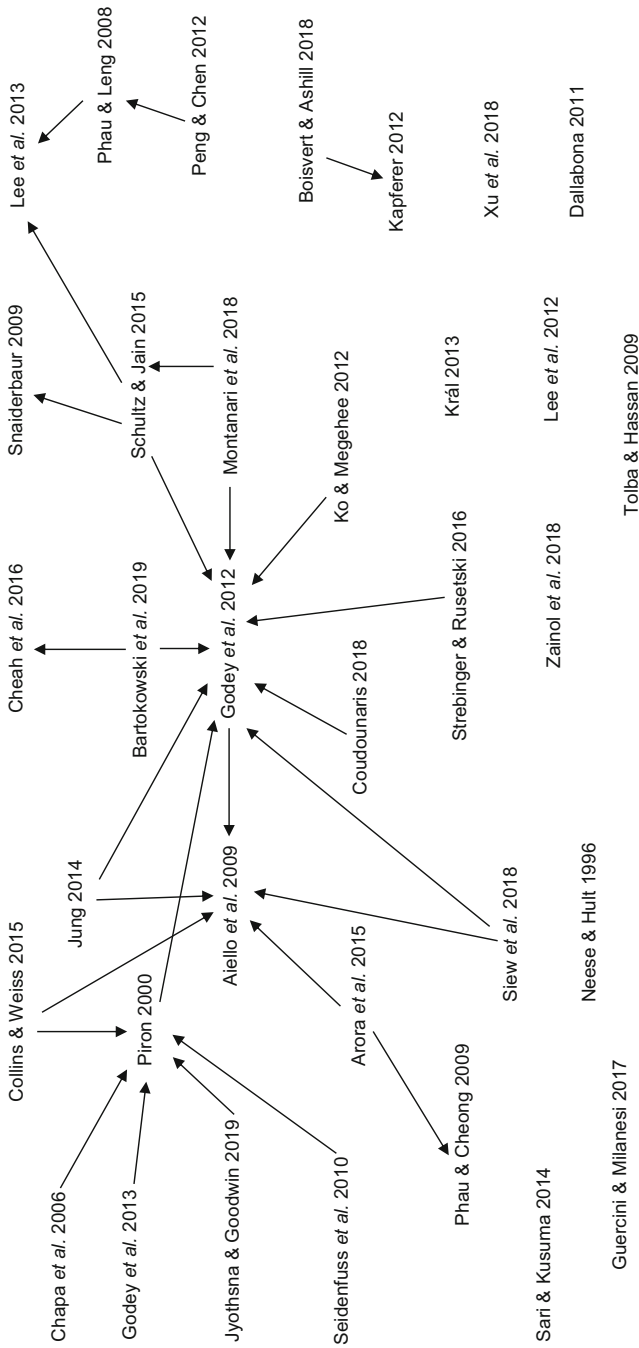 Collins & Weiss 2015
Cheah et al. 2016
Snaiderbaur 2009
Lee et al. 2013
Chapa et al. 2006
Jung 2014
Phau & Leng 2008
Godey et al. 2013
Piron 2000
Bartokowski et al. 2019
Schultz & Jain 2015
Peng & Chen 2012
Jyothsna & Goodwin 2019
Aiello et al. 2009
Godey et al. 2012
Montanari et al. 2018
Boisvert & Ashill 2018
Seidenfuss et al. 2010
Arora et al. 2015
Coudounaris 2018
Ko & Megehee 2012
Kapferer 2012
Phau & Cheong 2009
Siew et al. 2018
Strebinger & Rusetski 2016
Král 2013
Xu et al. 2018
Sari & Kusuma 2014
Neese & Hult 1996
Zainol et al. 2018
Lee et al. 2012
Dallabona 2011
Guercini & Milanesi 2017
Tolba & Hassan 2009